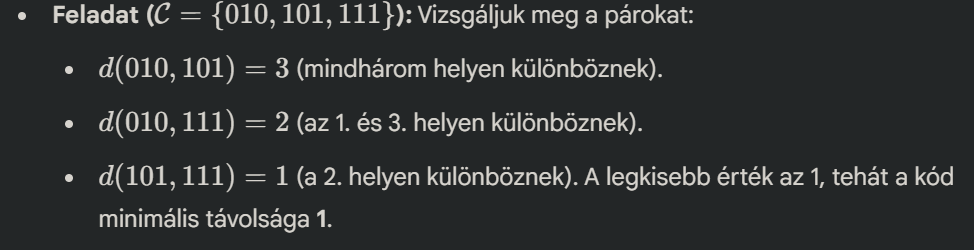 • Feladat (𝒞 = {010, 101, 111}): Vizsgáljuk meg a párokat:
• d(010, 101) = 3 (mindhárom helyen különböznek).
• d(010, 111) = 2 (az 1. és 3. helyen különböznek).
• d(101, 111) = 1 (a 2. helyen különböznek). A legkisebb érték az 1, tehát a kód
minimális távolsága 1.